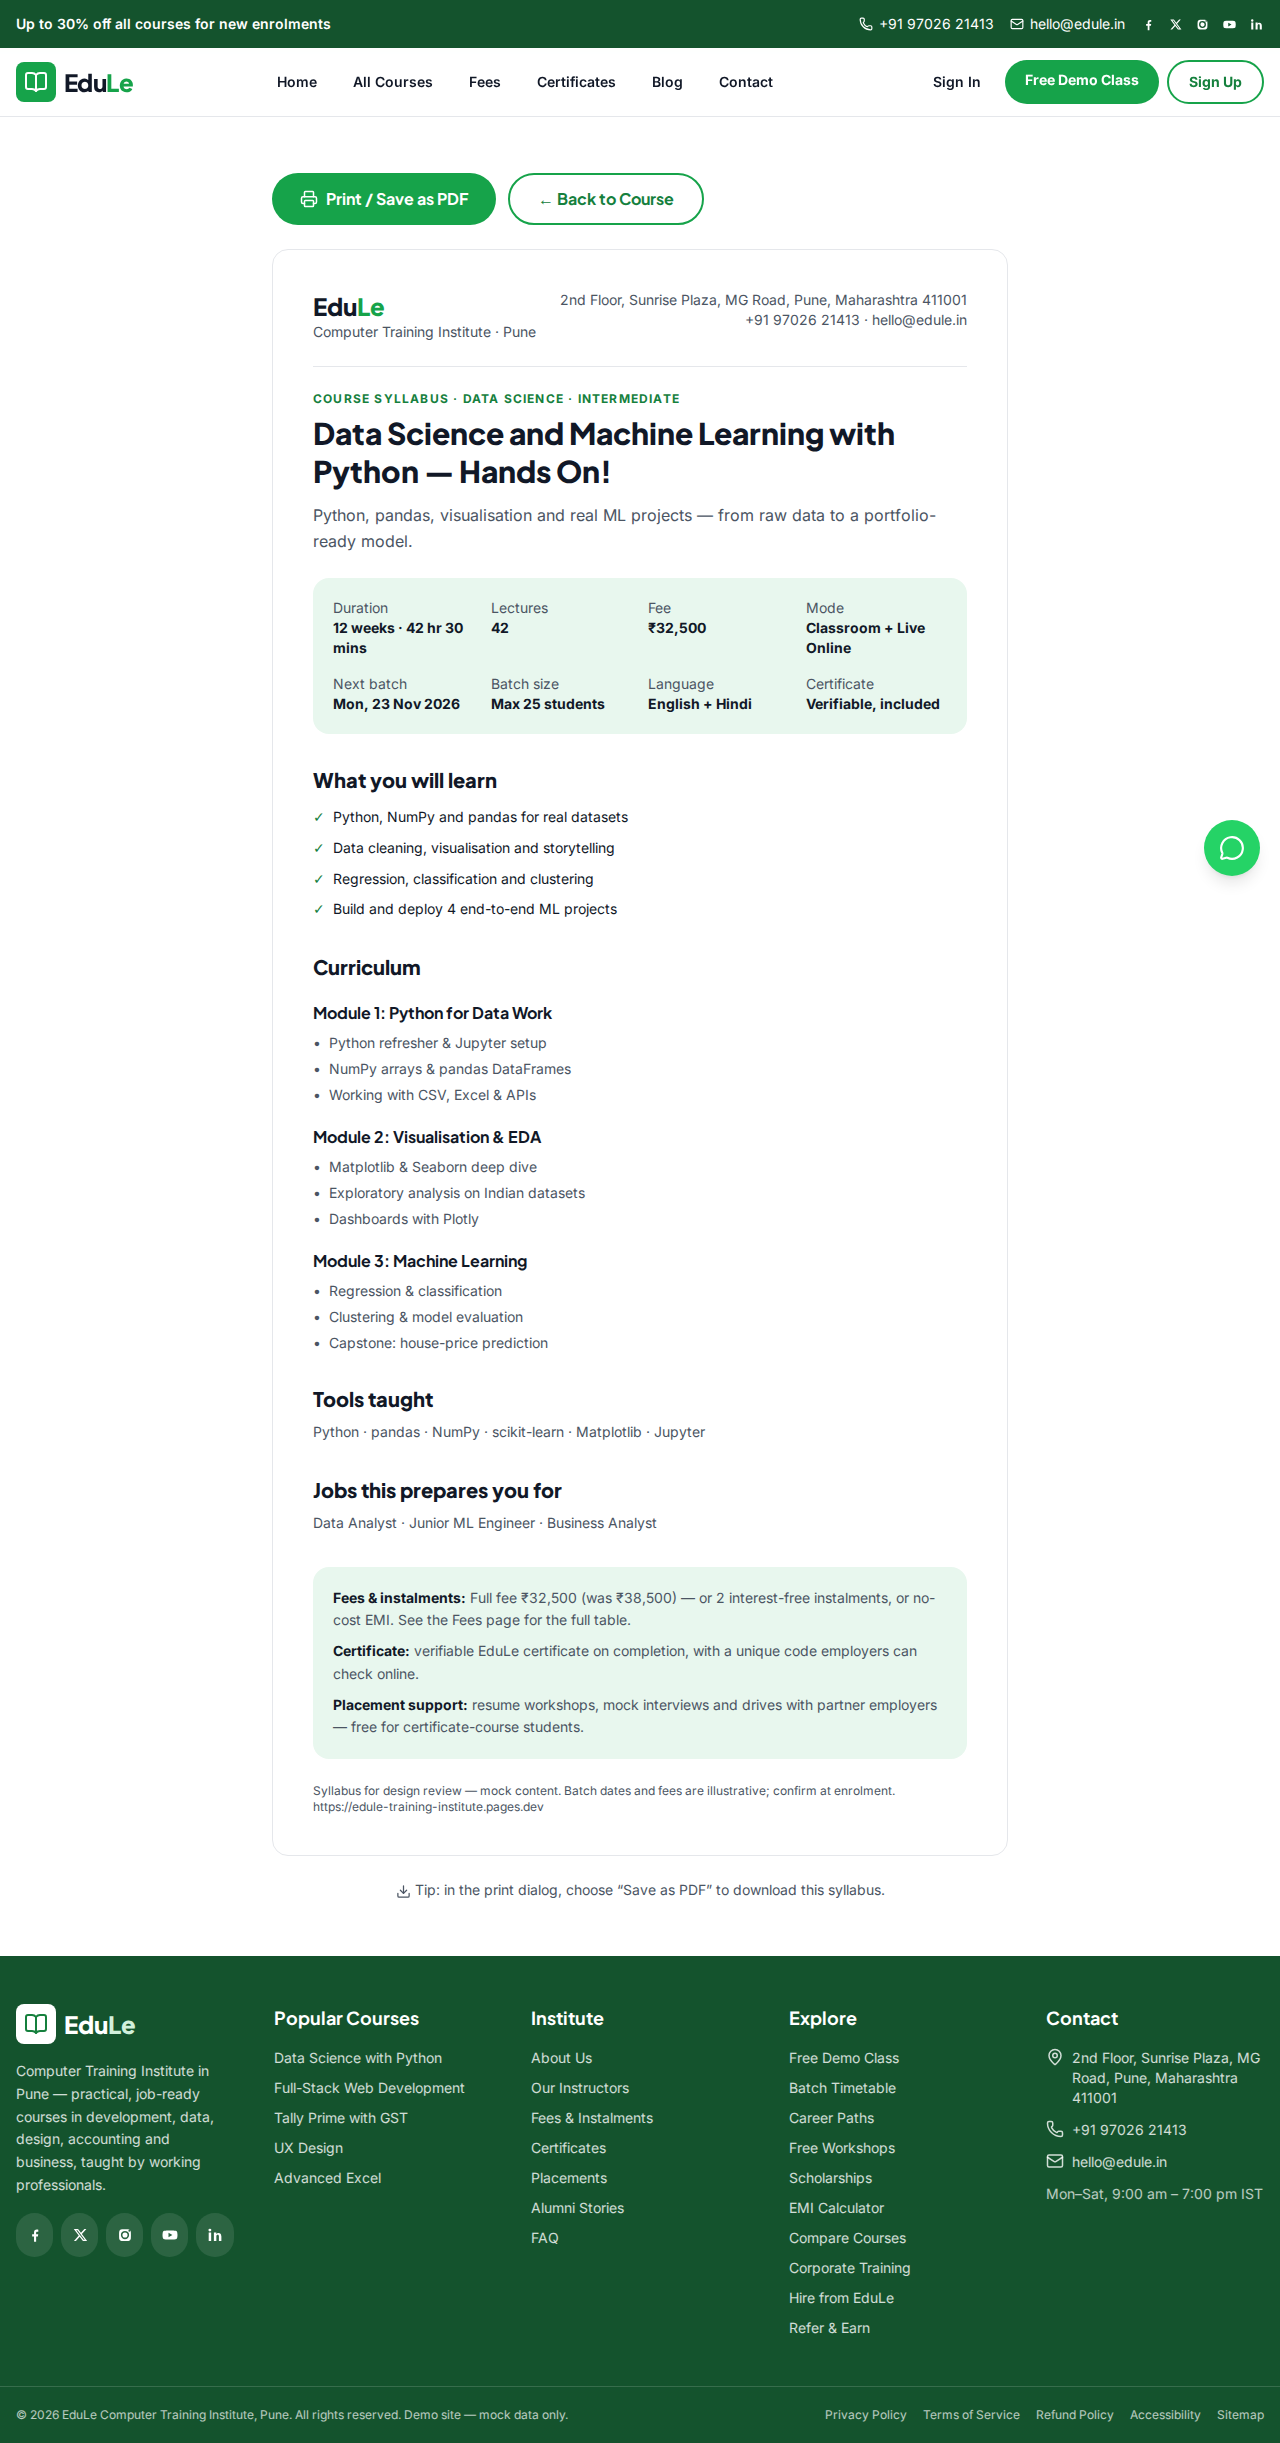 Up to 30% off all courses for new enrolments
+91 97026 21413 hello@edule.in
EduLe
Home All Courses Fees Certificates Blog Contact
Sign In Free Demo Class Sign Up
Print / Save as PDF
← Back to Course
EduLe
Computer Training Institute · Pune
2nd Floor, Sunrise Plaza, MG Road, Pune, Maharashtra 411001
+91 97026 21413 · hello@edule.in
COURSE SYLLABUS · DATA SCIENCE · INTERMEDIATE
Data Science and Machine Learning with
Python — Hands On!
Python, pandas, visualisation and real ML projects — from raw data to a portfolio-
ready model.
Duration
12 weeks · 42 hr 30
mins
Lectures
42
Fee
₹32,500
Mode
Classroom + Live
Online
Next batch
Mon, 23 Nov 2026
Batch size
Max 25 students
Language
English + Hindi
Certificate
Verifiable, included
What you will learn
✓ Python, NumPy and pandas for real datasets
✓ Data cleaning, visualisation and storytelling
✓ Regression, classification and clustering
✓ Build and deploy 4 end-to-end ML projects
Curriculum
Module 1: Python for Data Work
• Python refresher & Jupyter setup
• NumPy arrays & pandas DataFrames
• Working with CSV, Excel & APIs
Module 2: Visualisation & EDA
• Matplotlib & Seaborn deep dive
• Exploratory analysis on Indian datasets
• Dashboards with Plotly
Module 3: Machine Learning
• Regression & classification
• Clustering & model evaluation
• Capstone: house-price prediction
Tools taught
Python · pandas · NumPy · scikit-learn · Matplotlib · Jupyter
Jobs this prepares you for
Data Analyst · Junior ML Engineer · Business Analyst
Fees & instalments: Full fee ₹32,500 (was ₹38,500) — or 2 interest-free instalments, or no-
cost EMI. See the Fees page for the full table.
Certificate: verifiable EduLe certificate on completion, with a unique code employers can
check online.
Placement support: resume workshops, mock interviews and drives with partner employers
— free for certificate-course students.
Syllabus for design review — mock content. Batch dates and fees are illustrative; confirm at enrolment.
https://edule-training-institute.pages.dev
Tip: in the print dialog, choose “Save as PDF” to download this syllabus.
EduLe
Computer Training Institute in
Pune — practical, job-ready
courses in development, data,
design, accounting and
business, taught by working
professionals.
Popular Courses
Data Science with Python
Full-Stack Web Development
Tally Prime with GST
UX Design
Advanced Excel
Institute
About Us
Our Instructors
Fees & Instalments
Certificates
Placements
Alumni Stories
FAQ
Explore
Free Demo Class
Batch Timetable
Career Paths
Free Workshops
Scholarships
EMI Calculator
Compare Courses
Corporate Training
Hire from EduLe
Refer & Earn
Contact
2nd Floor, Sunrise Plaza, MG
Road, Pune, Maharashtra
411001
+91 97026 21413
hello@edule.in
Mon–Sat, 9:00 am – 7:00 pm IST
© 2026 EduLe Computer Training Institute, Pune. All rights reserved. Demo site — mock data only.
Privacy Policy Terms of Service Refund Policy Accessibility Sitemap